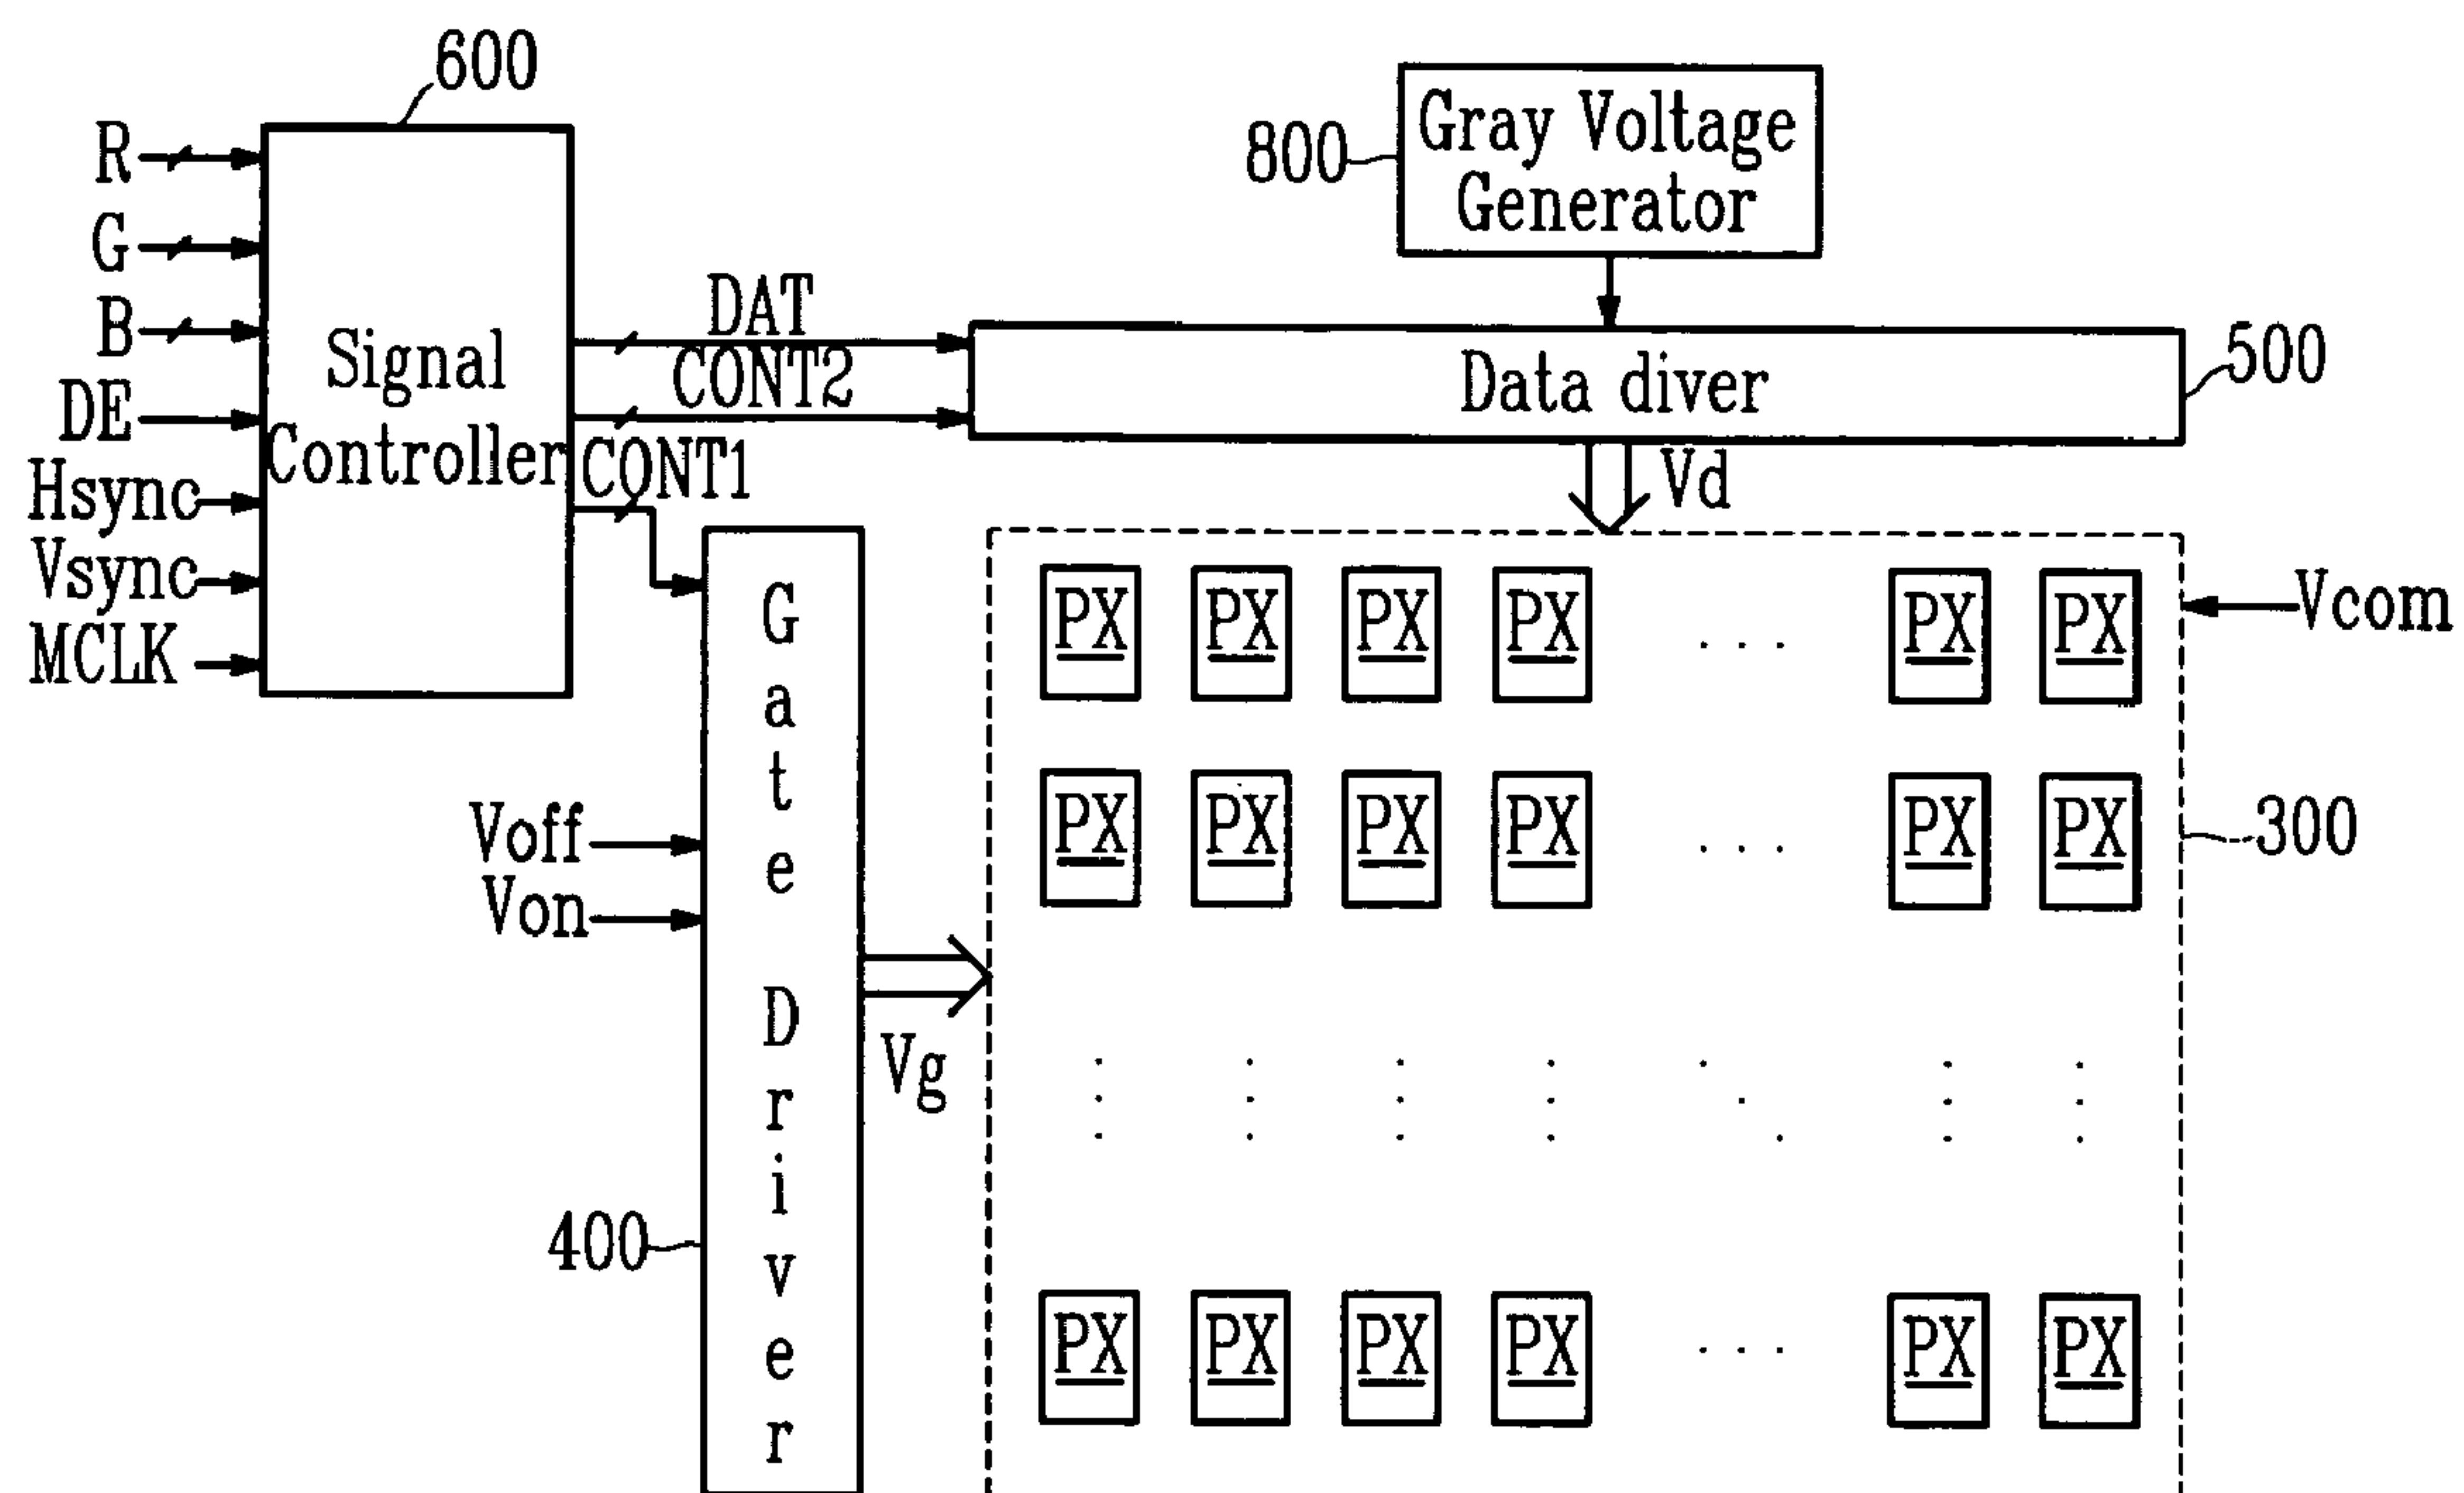 600
R
G
B
DE
Hsync
Vsync
MCLK
Signal
Controller
DAT
CONT2
CONT1
800
Gray Voltage
Generator
Data diver
500
Vd
Vcom
Voff
Von
Gate Driver
400
Vg
300
PX PX PX PX . . . PX PX
PX PX PX PX . . . PX PX
PX PX PX PX . . . PX PX